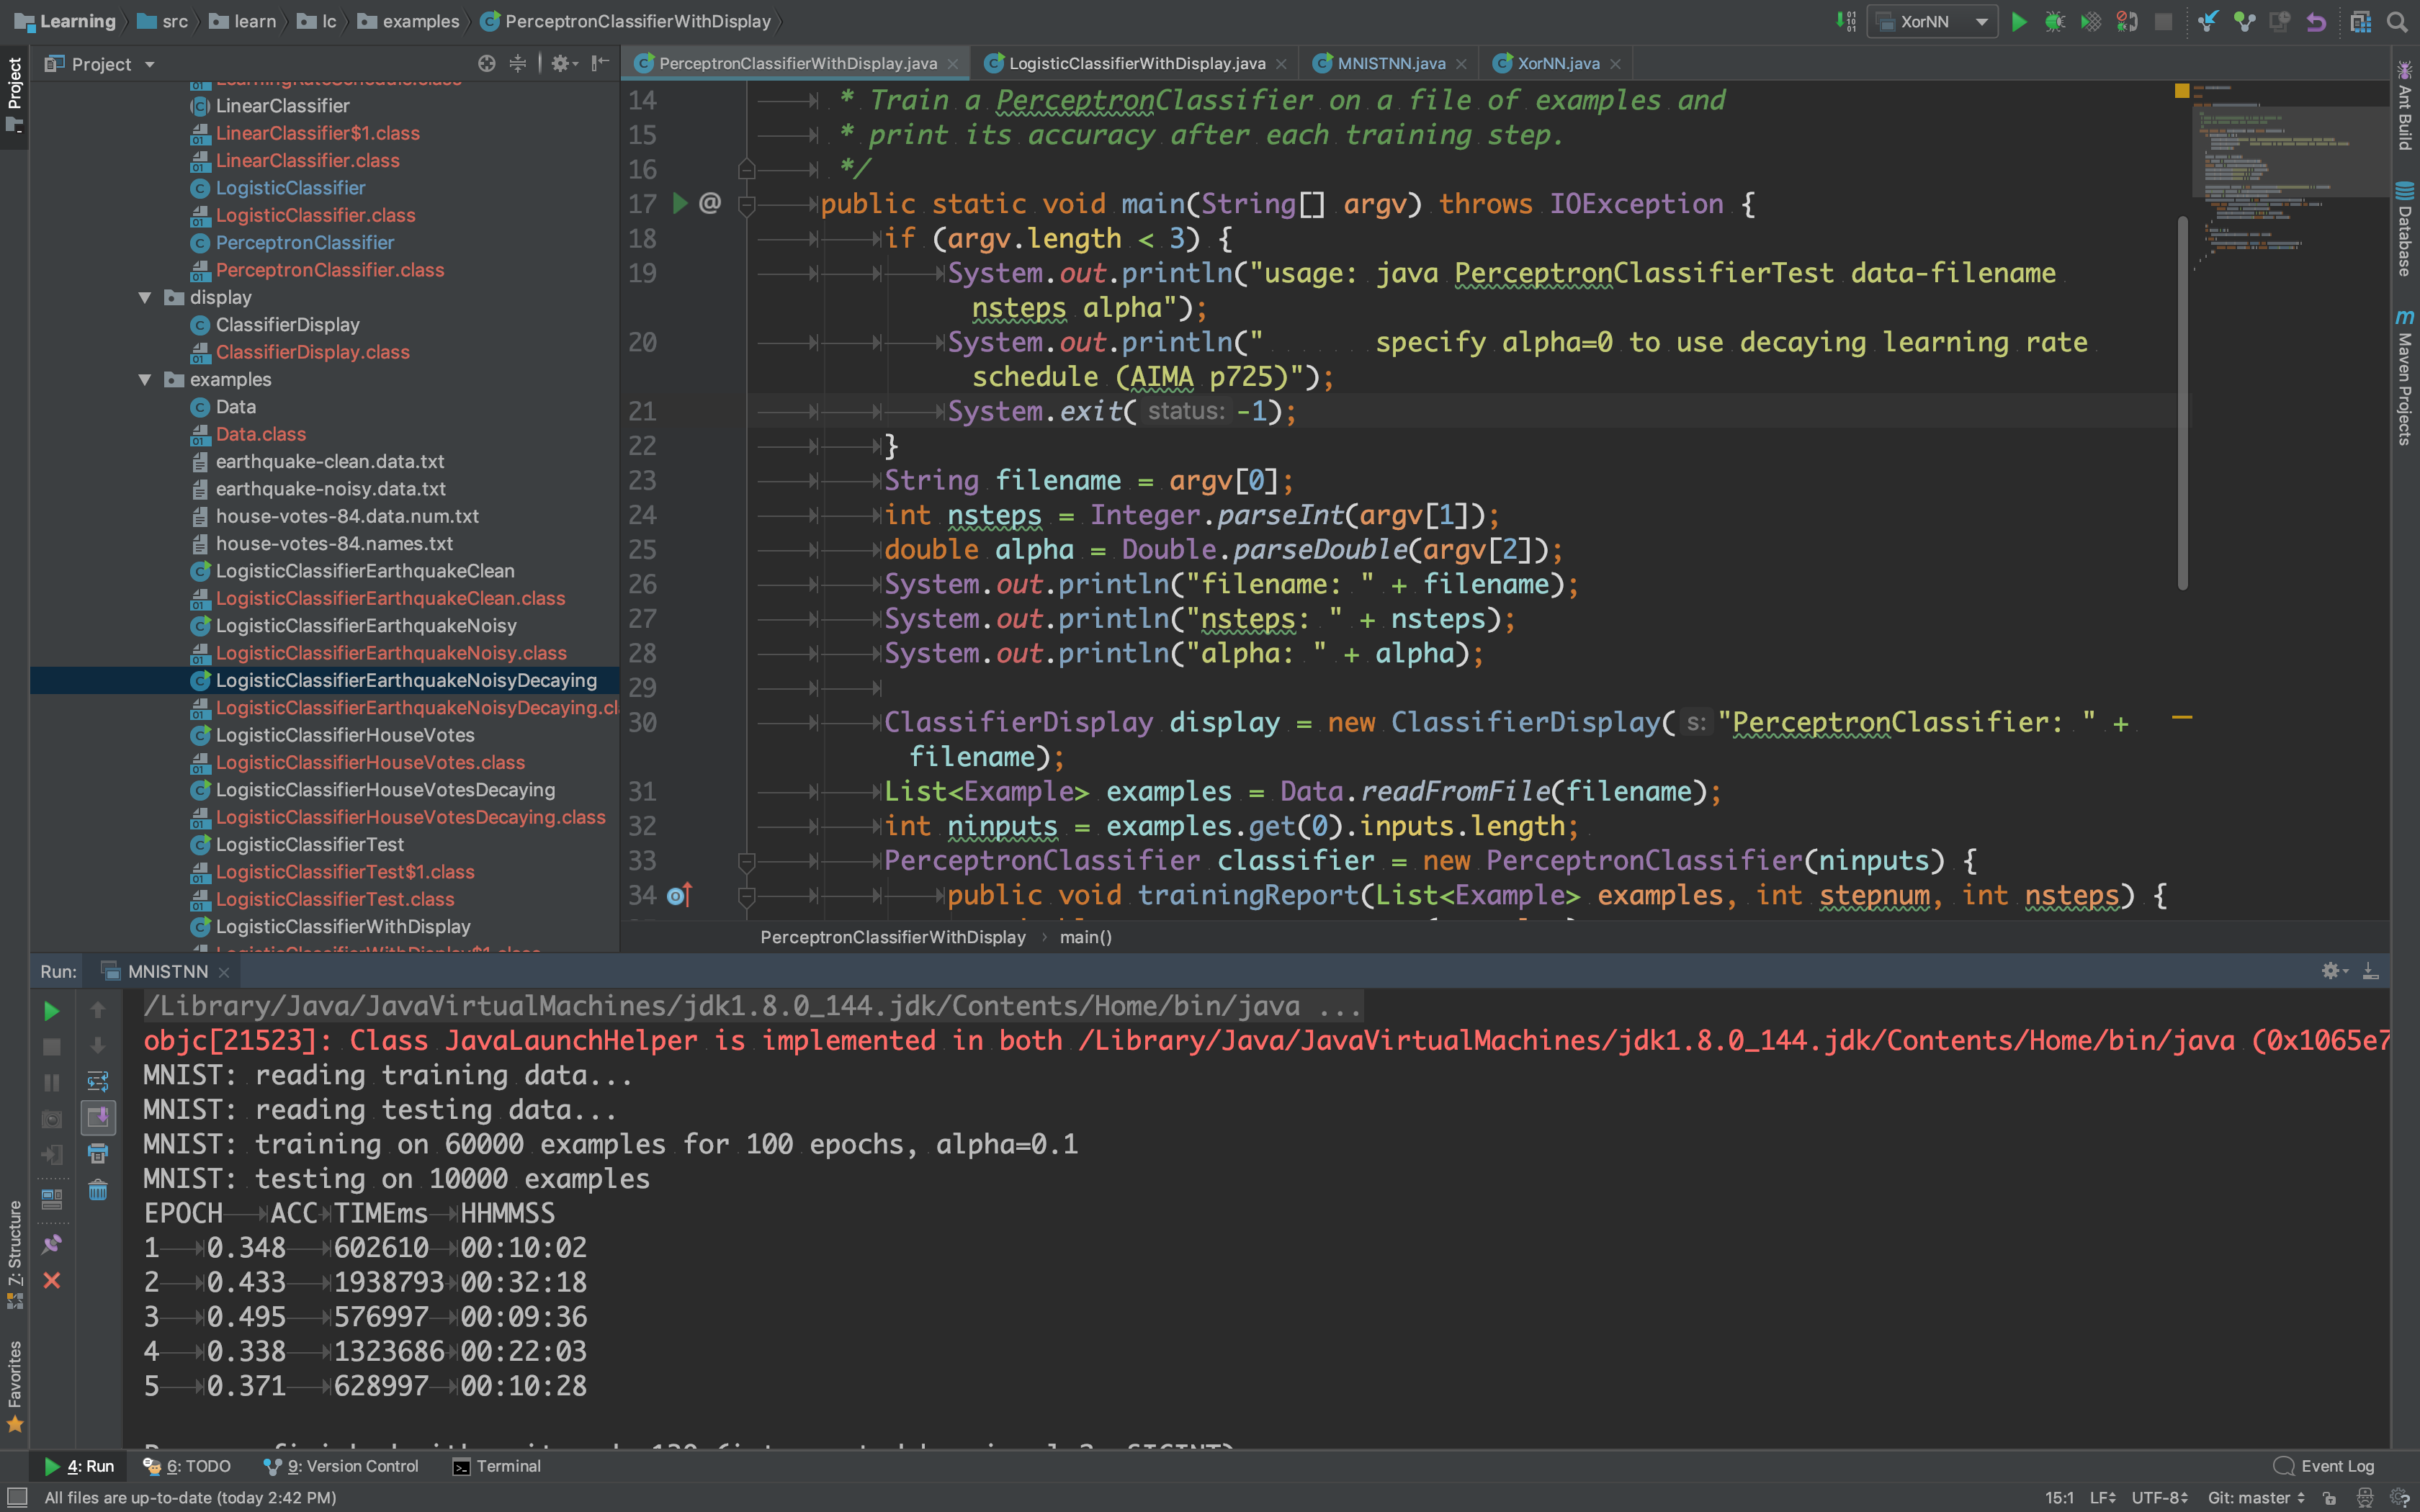 Learning src learn lc examples PerceptronClassifierWithDisplay XorNN
Project
PerceptronClassifierWithDisplay.java LogisticClassifierWithDisplay.java MNISTNN.java XorNN.java
Project
LinearClassifier
LinearClassifier$1.class
LinearClassifier.class
LogisticClassifier
LogisticClassifier.class
PerceptronClassifier
PerceptronClassifier.class
display
ClassifierDisplay
ClassifierDisplay.class
examples
Data
Data.class
earthquake-clean.data.txt
earthquake-noisy.data.txt
house-votes-84.data.num.txt
house-votes-84.names.txt
LogisticClassifierEarthquakeClean
LogisticClassifierEarthquakeClean.class
LogisticClassifierEarthquakeNoisy
LogisticClassifierEarthquakeNoisy.class
LogisticClassifierEarthquakeNoisyDecaying
LogisticClassifierEarthquakeNoisyDecaying.cl
LogisticClassifierHouseVotes
LogisticClassifierHouseVotes.class
LogisticClassifierHouseVotesDecaying
LogisticClassifierHouseVotesDecaying.class
LogisticClassifierTest
LogisticClassifierTest$1.class
LogisticClassifierTest.class
LogisticClassifierWithDisplay
14 * Train a PerceptronClassifier on a file of examples and
15 * print its accuracy after each training step.
16 */
17 @ public static void main(String[] argv) throws IOException {
18 if (argv.length < 3) {
19 System.out.println("usage: java PerceptronClassifierTest data-filename
nsteps alpha");
20 System.out.println("       specify alpha=0 to use decaying learning rate
schedule (AIMA p725)");
21 System.exit( status: -1);
22 }
23 String filename = argv[0];
24 int nsteps = Integer.parseInt(argv[1]);
25 double alpha = Double.parseDouble(argv[2]);
26 System.out.println("filename: " + filename);
27 System.out.println("nsteps: " + nsteps);
28 System.out.println("alpha: " + alpha);
29
30 ClassifierDisplay display = new ClassifierDisplay( s: "PerceptronClassifier: " +
filename);
31 List<Example> examples = Data.readFromFile(filename);
32 int ninputs = examples.get(0).inputs.length;
33 PerceptronClassifier classifier = new PerceptronClassifier(ninputs) {
34 public void trainingReport(List<Example> examples, int stepnum, int nsteps) {
PerceptronClassifierWithDisplay main()
Ant Build
Database
Maven Projects
Run: MNISTNN
/Library/Java/JavaVirtualMachines/jdk1.8.0_144.jdk/Contents/Home/bin/java ...
objc[21523]: Class JavaLaunchHelper is implemented in both /Library/Java/JavaVirtualMachines/jdk1.8.0_144.jdk/Contents/Home/bin/java (0x1065e7
MNIST: reading training data...
MNIST: reading testing data...
MNIST: training on 60000 examples for 100 epochs, alpha=0.1
MNIST: testing on 10000 examples
EPOCH ACC TIMEms HHMMSS
1 0.348 602610 00:10:02
2 0.433 1938793 00:32:18
3 0.495 576997 00:09:36
4 0.338 1323686 00:22:03
5 0.371 628997 00:10:28
Z: Structure
Favorites
4: Run 6: TODO 9: Version Control Terminal Event Log
All files are up-to-date (today 2:42 PM) 15:1 LF UTF-8 Git: master